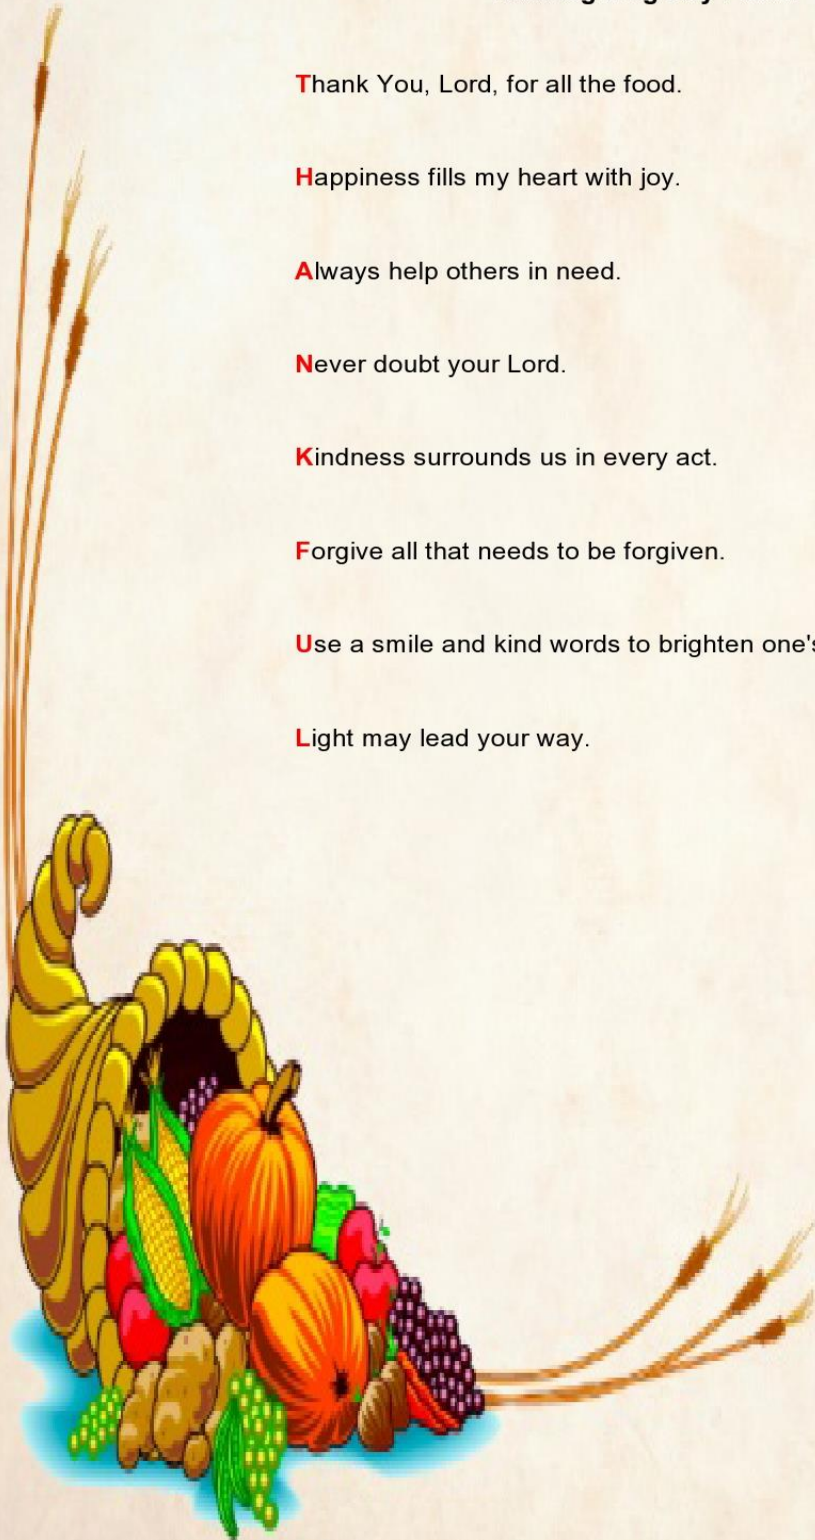 Thank You, Lord, for all the food.
Happiness fills my heart with joy.
Always help others in need.
Never doubt your Lord.
Kindness surrounds us in every act.
Forgive all that needs to be forgiven.
Use a smile and kind words to brighten one's
Light may lead your way.